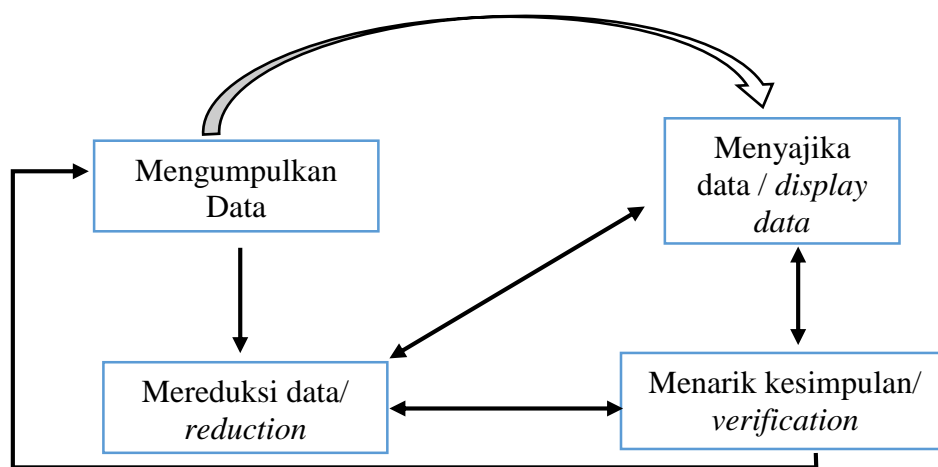 Mengumpulkan
Data
Menyajika
data / display
data
Mereduksi data/
reduction
Menarik kesimpulan/
verification